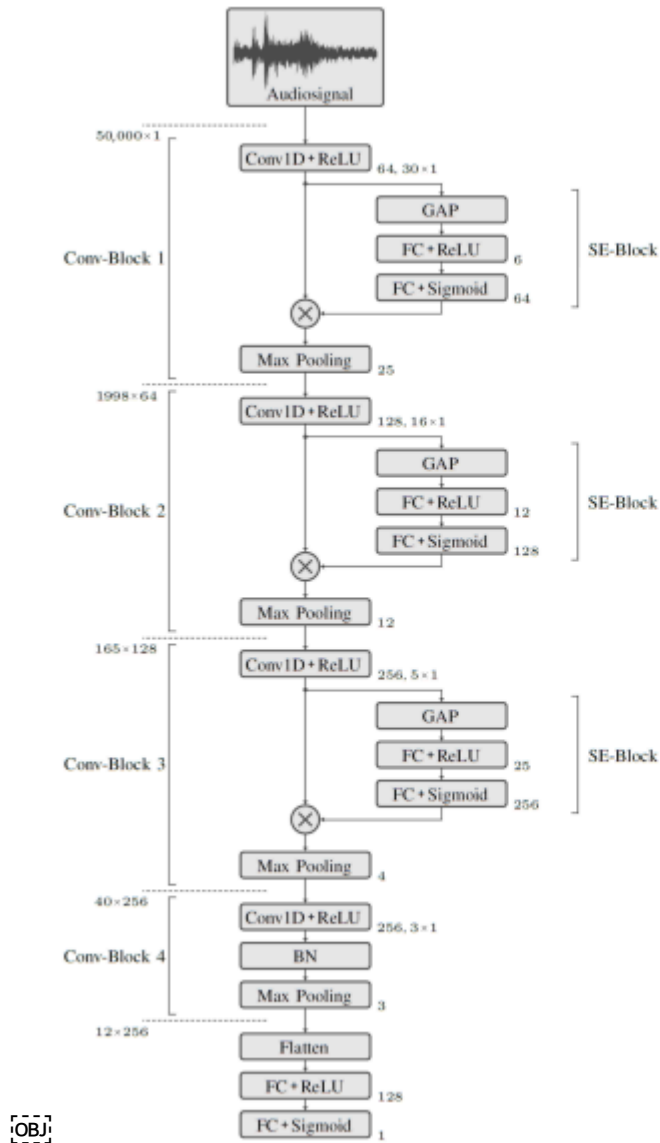 Audiosignal
50,000×1
Conv1D+ReLU
64, 30×1
GAP
Conv-Block 1
FC+ReLU
6
SE-Block
FC+Sigmoid
64
Max Pooling
25
1998×64
Conv1D+ReLU
128, 16×1
GAP
Conv-Block 2
FC+ReLU
12
SE-Block
FC+Sigmoid
128
Max Pooling
12
165×128
Conv1D+ReLU
256, 5×1
GAP
Conv-Block 3
FC+ReLU
25
SE-Block
FC+Sigmoid
256
Max Pooling
4
40×256
Conv1D+ReLU
256, 3×1
Conv-Block 4
BN
Max Pooling
3
12×256
Flatten
FC+ReLU
128
OBJ
FC+Sigmoid
1